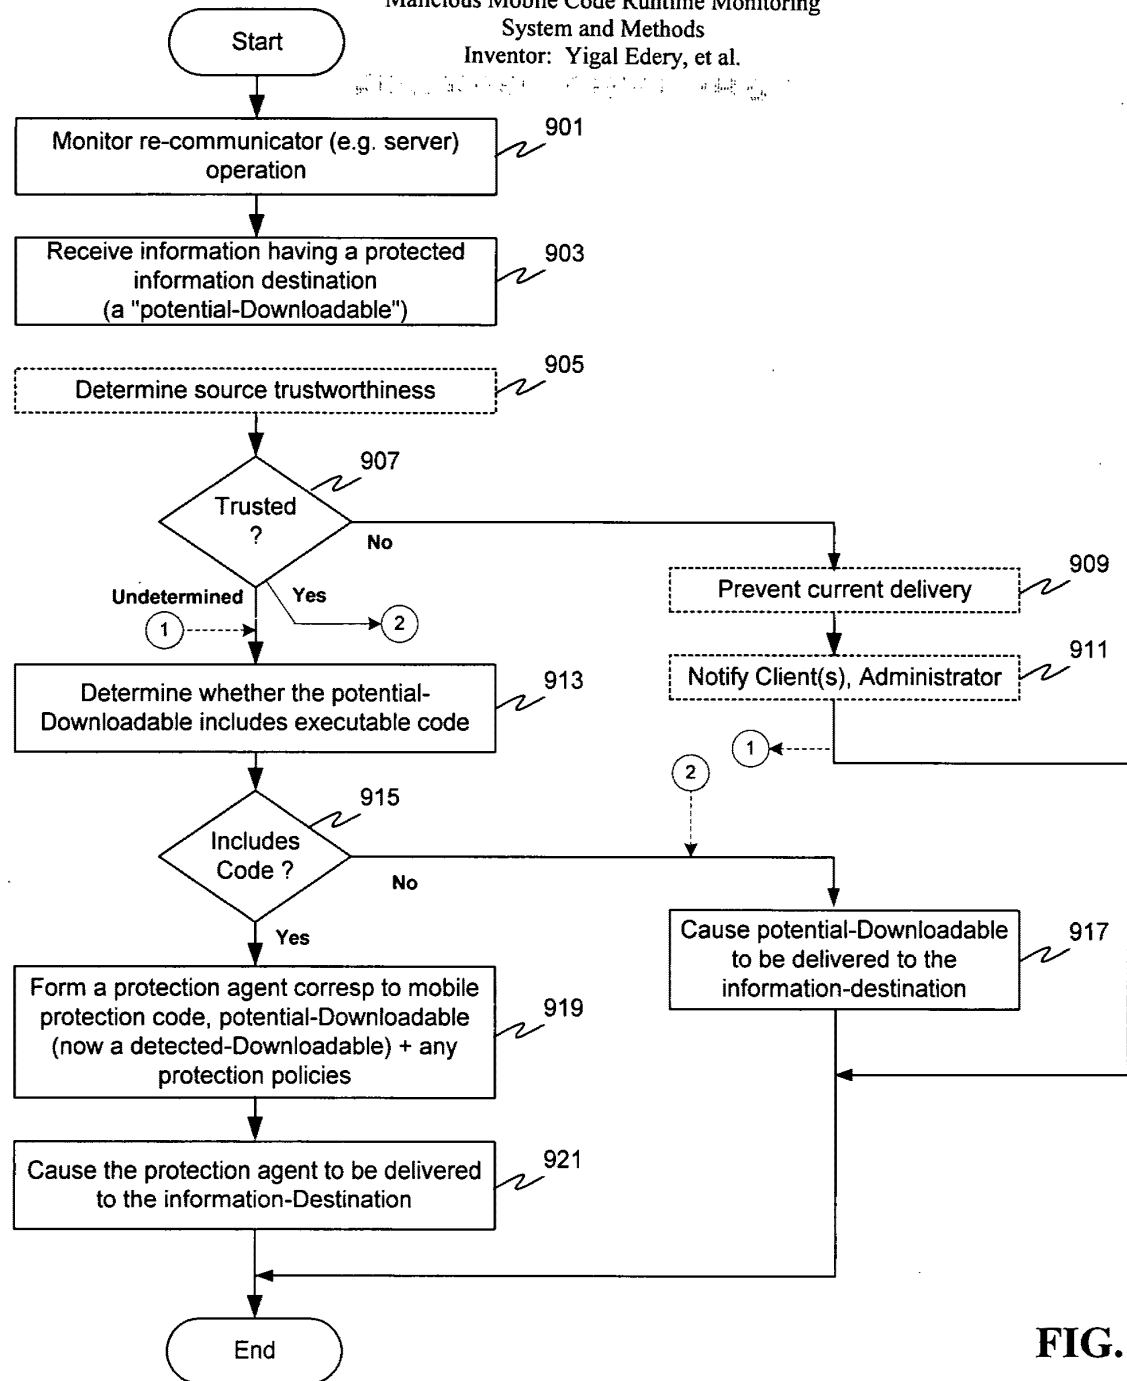 Malicious Mobile Code Runtime Monitoring
System and Methods
Inventor: Yigal Edery, et al.
Start
Monitor re-communicator (e.g. server)
operation
901
Receive information having a protected
information destination
(a "potential-Downloadable")
903
Determine source trustworthiness
905
Trusted
?
907
No
Undetermined
Yes
1
2
Prevent current delivery
909
Notify Client(s), Administrator
911
1
2
Determine whether the potential-
Downloadable includes executable code
913
Includes
Code ?
915
No
Yes
Cause potential-Downloadable
to be delivered to the
information-destination
917
Form a protection agent corresp to mobile
protection code, potential-Downloadable
(now a detected-Downloadable) + any
protection policies
919
Cause the protection agent to be delivered
to the information-Destination
921
End
FIG.